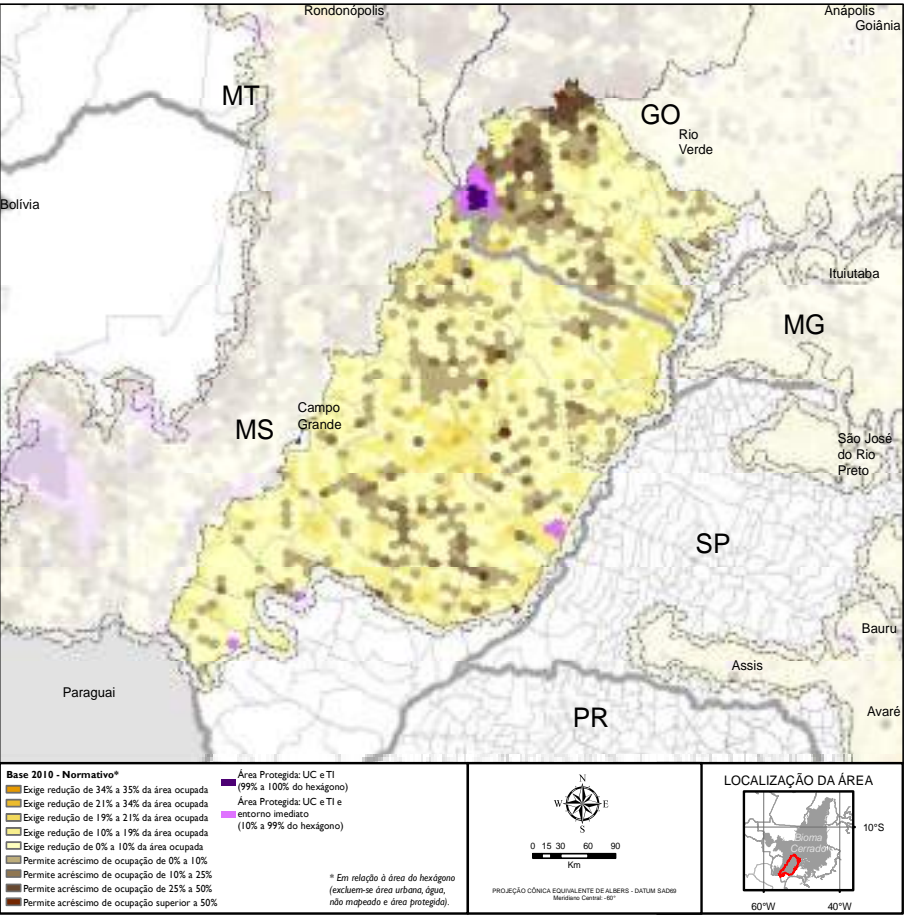 Rondonópolis
Anápolis
Goiânia
MT
GO
Rio
Verde
Bolívia
Ituiutaba
MG
Campo
Grande
MS
São José
do Rio
Preto
SP
Bauru
Assis
Paraguai
Avaré
PR
Base 2010 - Normativo*
Exige redução de 34% a 35% da área ocupada
Exige redução de 21% a 34% da área ocupada
Exige redução de 19% a 21% da área ocupada
Exige redução de 10% a 19% da área ocupada
Exige redução de 0% a 10% da área ocupada
Permite acréscimo de ocupação de 0% a 10%
Permite acréscimo de ocupação de 10% a 25%
Permite acréscimo de ocupação de 25% a 50%
Permite acréscimo de ocupação superior a 50%
Área Protegida: UC e TI
(99% a 100% do hexágono)
Área Protegida: UC e TI e
entorno imediato
(10% a 99% do hexágono)
* Em relação à área do hexágono
(excluem-se área urbana, água,
não mapeado e área protegida).
N
W E
S
0 15 30 60 90
Km
PROJEÇÃO CÔNICA EQUIVALENTE DE ALBERS - DATUM SAD69
Meridiano Central: -60°
LOCALIZAÇÃO DA ÁREA
Bioma
Cerrado
10°S
60°W 40°W